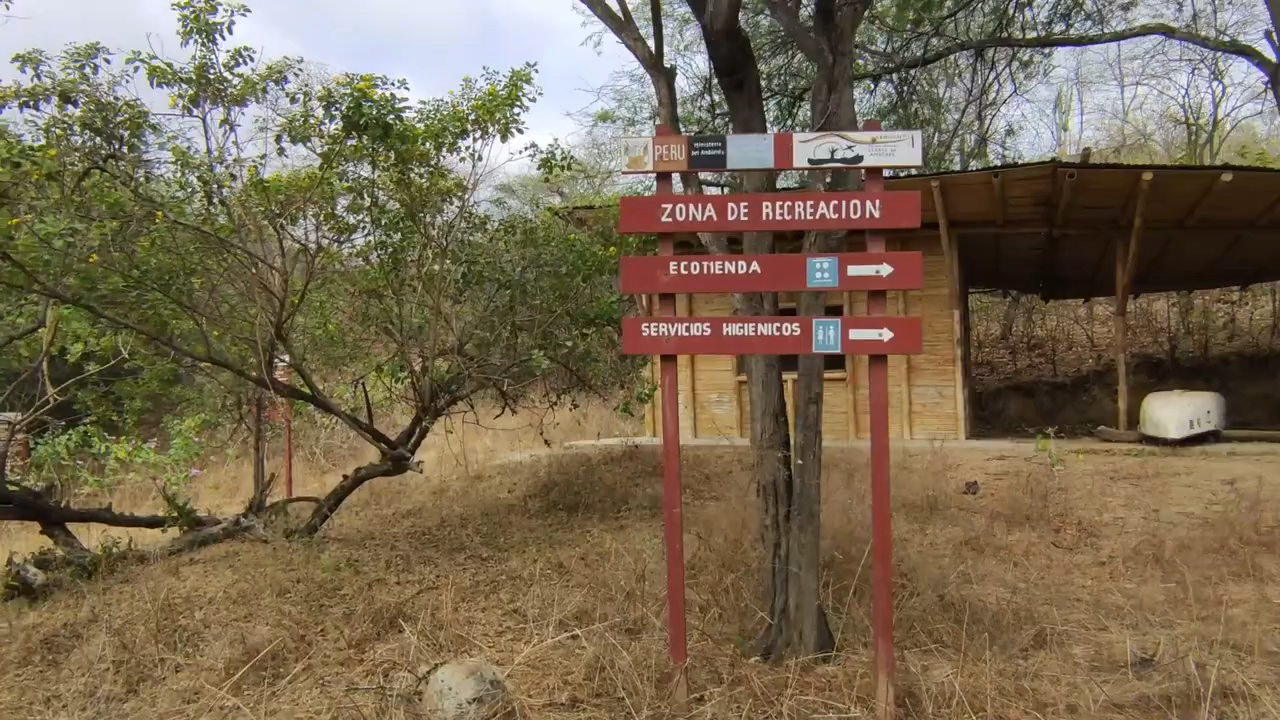 PERU
Ministerio
del Ambiente
ZONA DE RECREACION
ECOTIENDA
SERVICIOS HIGIENICOS